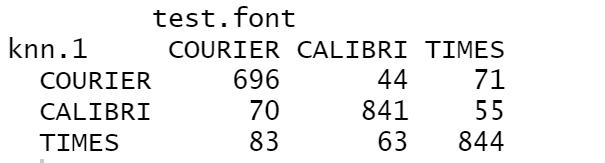 test.font
knn.1 COURIER CALIBRI TIMES
COURIER 696 44 71
CALIBRI 70 841 55
TIMES 83 63 844